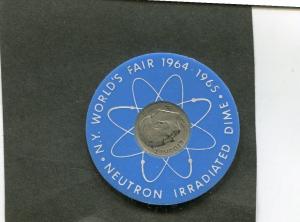 N.Y. WORLD'S FAIR 1964-1965
NEUTRON IRRADIATED DIME